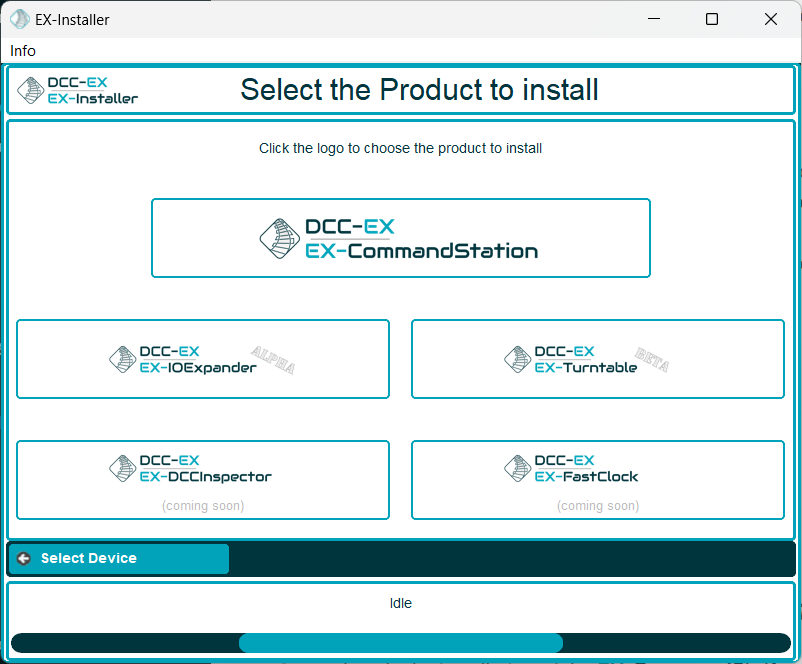 EX-Installer
Info
DCC-EX
EX-Installer
Select the Product to install
Click the logo to choose the product to install
DCC-EX
EX-CommandStation
DCC-EX
EX-IOExpander
ALPHA
DCC-EX
EX-Turntable
BETA
DCC-EX
EX-DCCInspector
(coming soon)
DCC-EX
EX-FastClock
(coming soon)
Select Device
Idle